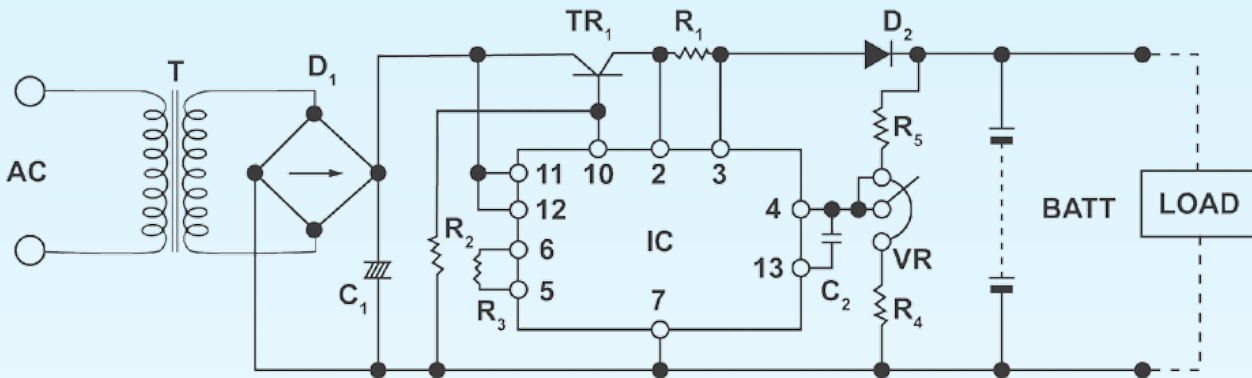 TR₁ R₁ D₂
T D₁
R₅
AC
11 10 2 3
12 4 BATT LOAD
R₂ 6 IC
13 VR
C₁ 5 C₂
R₃ 7 R₄